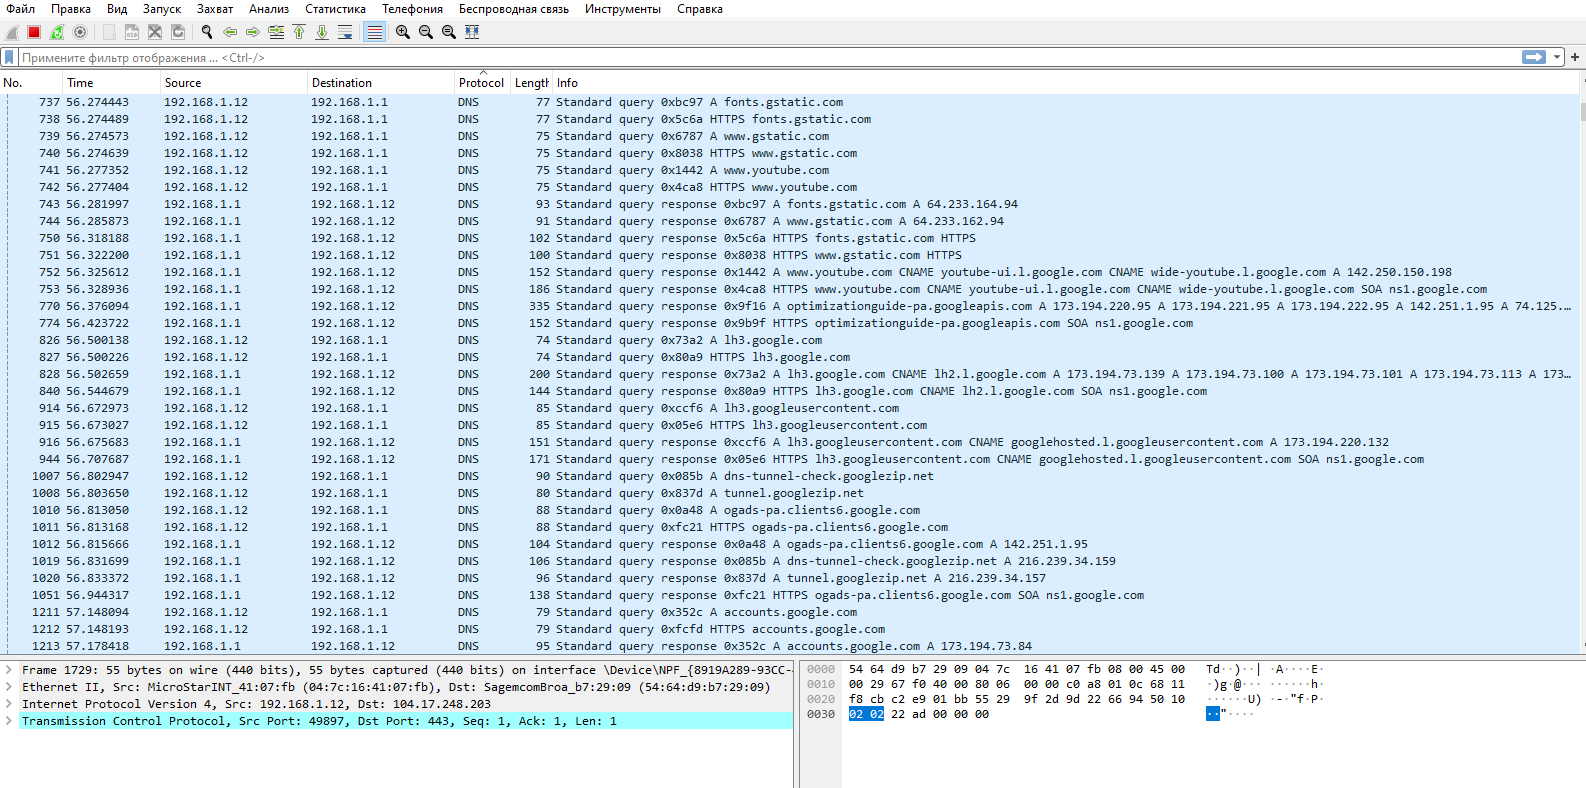 Файл Правка Вид Запуск Захват Анализ Статистика Телефония Беспроводная связь Инструменты Справка
Примените фильтр отображения ... <Ctrl-/>
No. Time Source Destination Protocol Length Info
737 56.274443 192.168.1.12 192.168.1.1 DNS 77 Standard query 0xbc97 A fonts.gstatic.com
738 56.274489 192.168.1.12 192.168.1.1 DNS 77 Standard query 0x5c6a HTTPS fonts.gstatic.com
739 56.274573 192.168.1.12 192.168.1.1 DNS 75 Standard query 0x6787 A www.gstatic.com
740 56.274639 192.168.1.12 192.168.1.1 DNS 75 Standard query 0x8038 HTTPS www.gstatic.com
741 56.277352 192.168.1.12 192.168.1.1 DNS 75 Standard query 0x1442 A www.youtube.com
742 56.277404 192.168.1.12 192.168.1.1 DNS 75 Standard query 0x4ca8 HTTPS www.youtube.com
743 56.281997 192.168.1.1 192.168.1.12 DNS 93 Standard query response 0xbc97 A fonts.gstatic.com A 64.233.164.94
744 56.285873 192.168.1.1 192.168.1.12 DNS 91 Standard query response 0x6787 A www.gstatic.com A 64.233.162.94
750 56.318188 192.168.1.1 192.168.1.12 DNS 102 Standard query response 0x5c6a HTTPS fonts.gstatic.com HTTPS
751 56.322200 192.168.1.1 192.168.1.12 DNS 100 Standard query response 0x8038 HTTPS www.gstatic.com HTTPS
752 56.325612 192.168.1.1 192.168.1.12 DNS 152 Standard query response 0x1442 A www.youtube.com CNAME youtube-ui.l.google.com CNAME wide-youtube.l.google.com A 142.250.150.198
753 56.328936 192.168.1.1 192.168.1.12 DNS 186 Standard query response 0x4ca8 HTTPS www.youtube.com CNAME youtube-ui.l.google.com CNAME wide-youtube.l.google.com SOA ns1.google.com
770 56.376094 192.168.1.1 192.168.1.12 DNS 335 Standard query response 0x9f16 A optimizationguide-pa.googleapis.com A 173.194.220.95 A 173.194.221.95 A 173.194.222.95 A 142.251.1.95 A 74.125....
774 56.423722 192.168.1.1 192.168.1.12 DNS 152 Standard query response 0x9b9f HTTPS optimizationguide-pa.googleapis.com SOA ns1.google.com
826 56.500138 192.168.1.12 192.168.1.1 DNS 74 Standard query 0x73a2 A lh3.google.com
827 56.500226 192.168.1.12 192.168.1.1 DNS 74 Standard query 0x80a9 HTTPS lh3.google.com
828 56.502659 192.168.1.1 192.168.1.12 DNS 200 Standard query response 0x73a2 A lh3.google.com CNAME lh2.l.google.com A 173.194.73.139 A 173.194.73.100 A 173.194.73.101 A 173.194.73.113 A 173...
840 56.544679 192.168.1.1 192.168.1.12 DNS 144 Standard query response 0x80a9 HTTPS lh3.google.com CNAME lh2.l.google.com SOA ns1.google.com
914 56.672973 192.168.1.12 192.168.1.1 DNS 85 Standard query 0xccf6 A lh3.googleusercontent.com
915 56.673027 192.168.1.12 192.168.1.1 DNS 85 Standard query 0x05e6 HTTPS lh3.googleusercontent.com
916 56.675683 192.168.1.1 192.168.1.12 DNS 151 Standard query response 0xccf6 A lh3.googleusercontent.com CNAME googlehosted.l.googleusercontent.com A 173.194.220.132
944 56.707687 192.168.1.1 192.168.1.12 DNS 171 Standard query response 0x05e6 HTTPS lh3.googleusercontent.com CNAME googlehosted.l.googleusercontent.com SOA ns1.google.com
1007 56.802947 192.168.1.12 192.168.1.1 DNS 90 Standard query 0x085b A dns-tunnel-check.googlezip.net
1008 56.803650 192.168.1.12 192.168.1.1 DNS 80 Standard query 0x837d A tunnel.googlezip.net
1010 56.813050 192.168.1.12 192.168.1.1 DNS 88 Standard query 0x0a48 A ogads-pa.clients6.google.com
1011 56.813168 192.168.1.12 192.168.1.1 DNS 88 Standard query 0xfc21 HTTPS ogads-pa.clients6.google.com
1012 56.815666 192.168.1.1 192.168.1.12 DNS 104 Standard query response 0x0a48 A ogads-pa.clients6.google.com A 142.251.1.95
1019 56.831699 192.168.1.1 192.168.1.12 DNS 106 Standard query response 0x085b A dns-tunnel-check.googlezip.net A 216.239.34.159
1020 56.833372 192.168.1.1 192.168.1.12 DNS 96 Standard query response 0x837d A tunnel.googlezip.net A 216.239.34.157
1051 56.944317 192.168.1.1 192.168.1.12 DNS 138 Standard query response 0xfc21 HTTPS ogads-pa.clients6.google.com SOA ns1.google.com
1211 57.148094 192.168.1.12 192.168.1.1 DNS 79 Standard query 0x352c A accounts.google.com
1212 57.148193 192.168.1.12 192.168.1.1 DNS 79 Standard query 0xfcfd HTTPS accounts.google.com
1213 57.178418 192.168.1.1 192.168.1.12 DNS 95 Standard query response 0x352c A accounts.google.com A 173.194.73.84
Frame 1729: 55 bytes on wire (440 bits), 55 bytes captured (440 bits) on interface \Device\NPF_{8919A289-93CC-
Ethernet II, Src: MicroStarINT_41:07:fb (04:7c:16:41:07:fb), Dst: SagemcomBroa_b7:29:09 (54:64:d9:b7:29:09)
Internet Protocol Version 4, Src: 192.168.1.12, Dst: 104.17.248.203
Transmission Control Protocol, Src Port: 49897, Dst Port: 443, Seq: 1, Ack: 1, Len: 1
0000 54 64 d9 b7 29 09 04 7c 16 41 07 fb 08 00 45 00 Td··)··| ·A····E·
0010 00 29 67 f0 40 00 80 06 00 00 c0 a8 01 0c 68 11 ·)g·@··· ······h·
0020 f8 cb c2 e9 01 bb 55 29 9f 2d 9d 22 66 94 50 10 ······U) ·-·"f·P·
0030 02 02 22 ad 00 00 00 ··"····